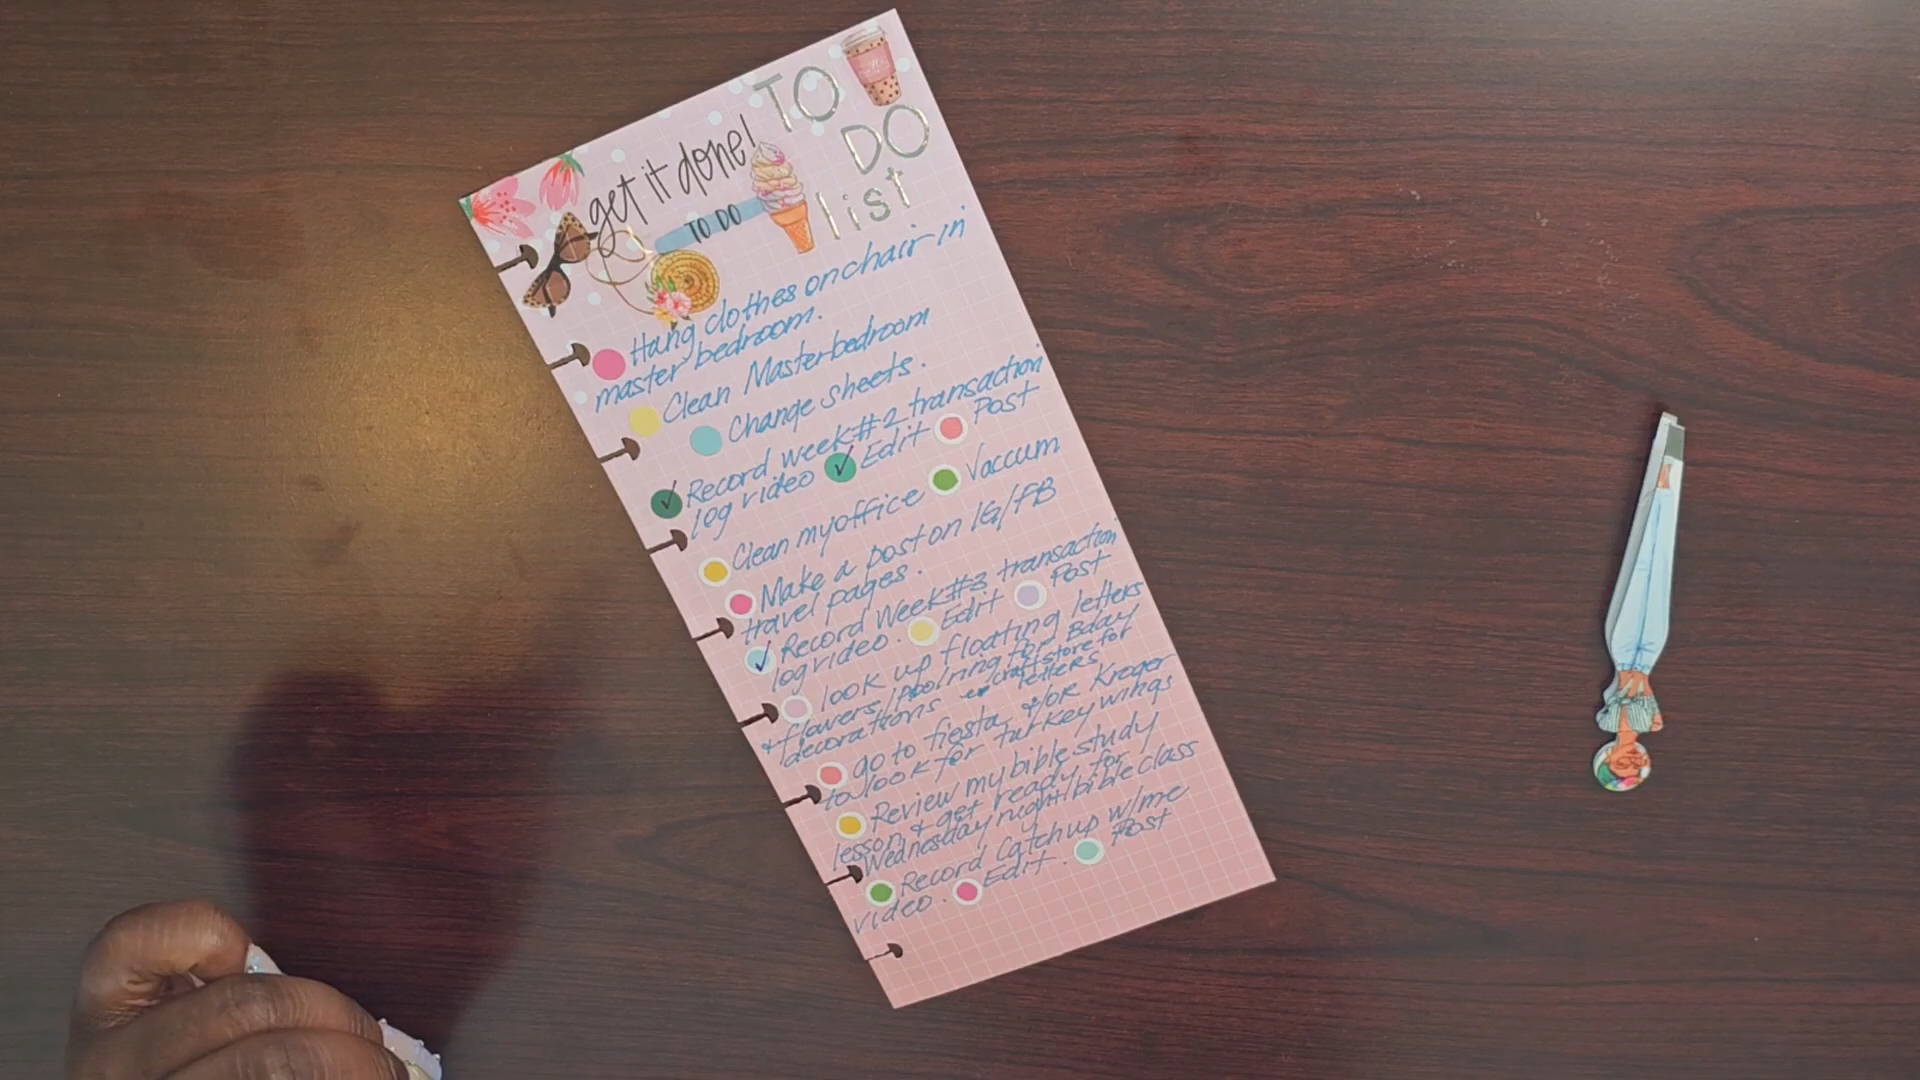 TO
DO
list
get it done!
TO DO
Hang clothes on chair in
master bedroom.
Clean Masterbedroom
Change sheets.
✓ Record week#2 transaction
log video ✓ Edit Post
Clean my office Vaccum
Make a post on IG/FB
travel pages.
✓ Record Week#3 transaction
log video. Edit Post
look up floating letters
& flowers/pool ring for Bday
decorations craft store for
letters
go to fiesta &/or Kroger
to look for turkey wings
Review my bible study
lesson & get ready for
Wednesday night bible class
Record Catch up w/me
video. Edit. Post